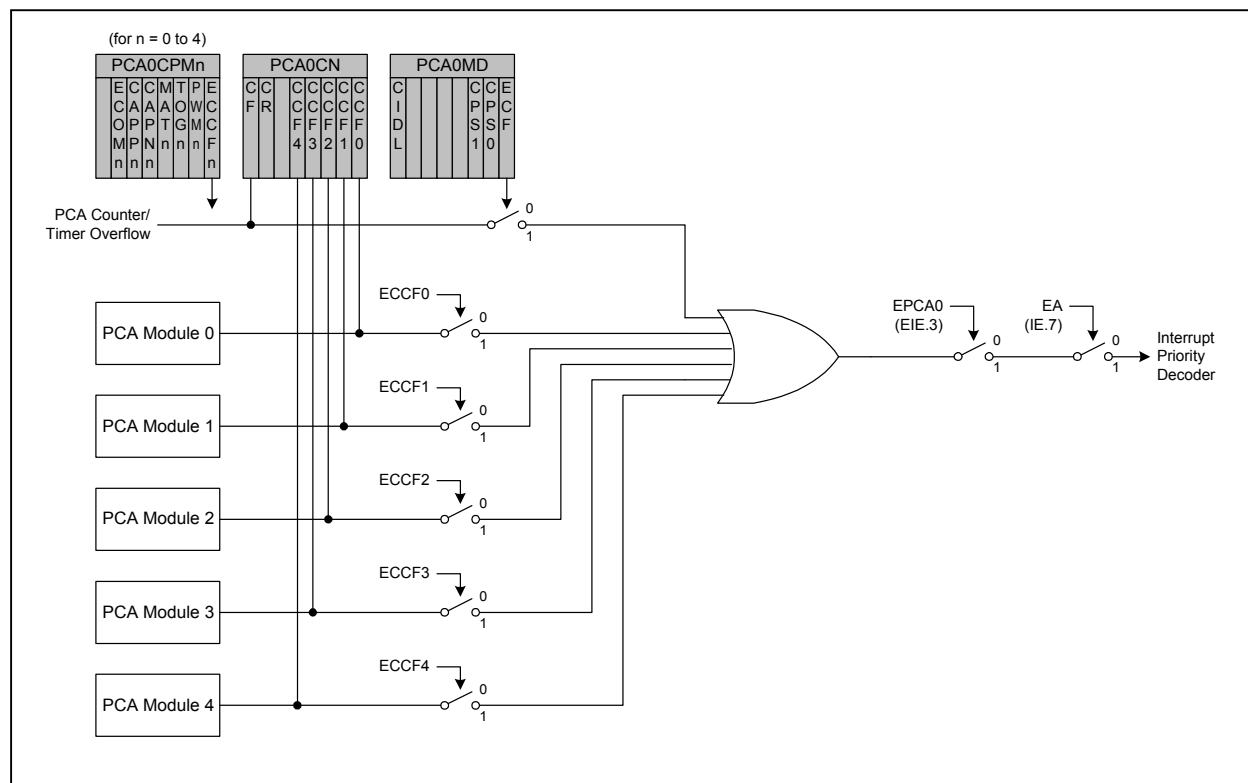 (for n = 0 to 4)
PCA0CPMn
ECOMn
CAPPn
CAPNn
MATn
TOGn
PWMn
ECCFn
PCA0CN
CF
CR
CCF4
CCF3
CCF2
CCF1
CCF0
PCA0MD
CIDL
CPS1
CPS0
ECF
PCA Counter/
Timer Overflow
0
1
PCA Module 0
ECCF0
0
1
EPCA0
(EIE.3)
0
1
EA
(IE.7)
0
1
Interrupt
Priority
Decoder
PCA Module 1
ECCF1
0
1
PCA Module 2
ECCF2
0
1
PCA Module 3
ECCF3
0
1
PCA Module 4
ECCF4
0
1